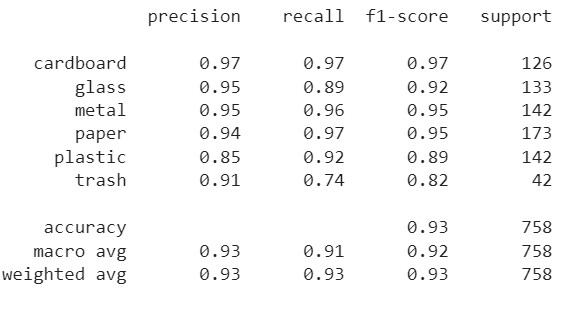 precision recall f1-score support
cardboard 0.97 0.97 0.97 126
glass 0.95 0.89 0.92 133
metal 0.95 0.96 0.95 142
paper 0.94 0.97 0.95 173
plastic 0.85 0.92 0.89 142
trash 0.91 0.74 0.82 42
accuracy 0.93 758
macro avg 0.93 0.91 0.92 758
weighted avg 0.93 0.93 0.93 758